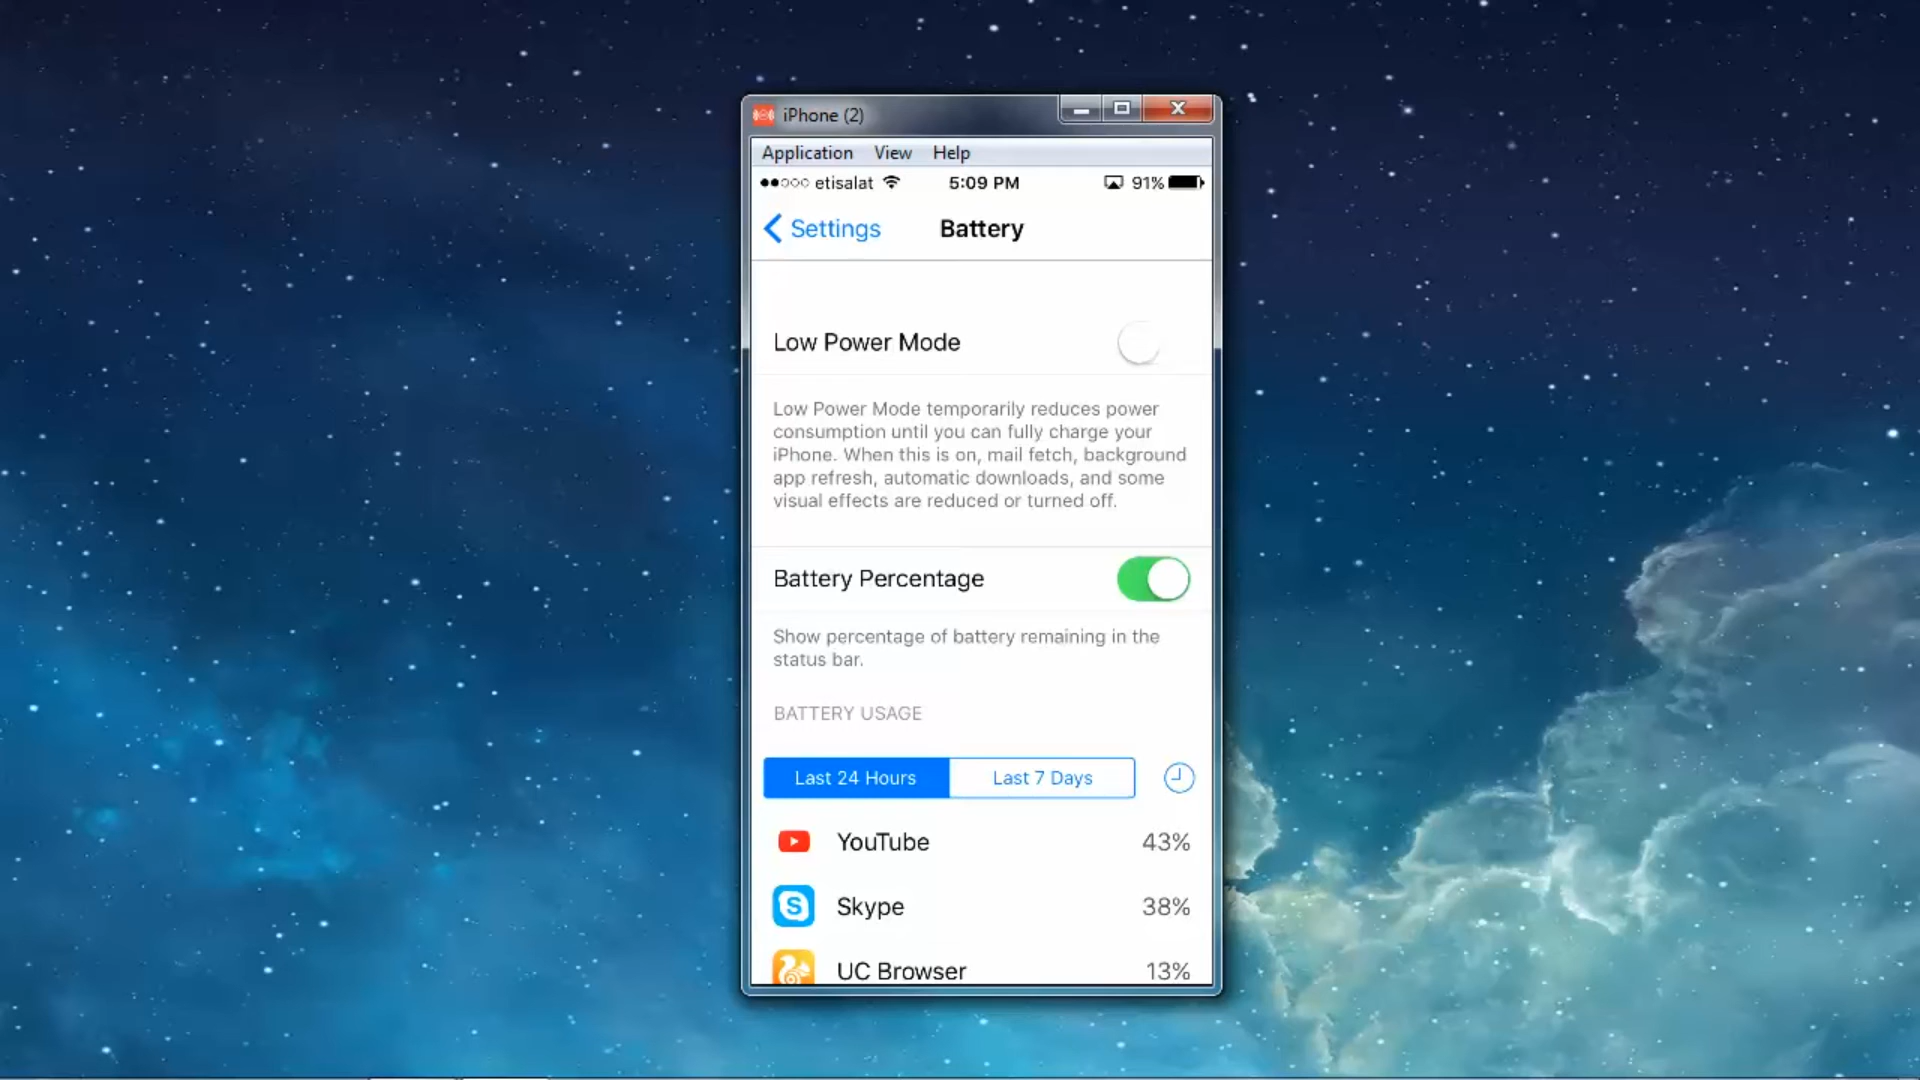 iPhone (2)
Application View Help
etisalat 5:09 PM 91%
Settings Battery
Low Power Mode
Low Power Mode temporarily reduces power
consumption until you can fully charge your
iPhone. When this is on, mail fetch, background
app refresh, automatic downloads, and some
visual effects are reduced or turned off.
Battery Percentage
Show percentage of battery remaining in the
status bar.
BATTERY USAGE
Last 24 Hours Last 7 Days
YouTube 43%
Skype 38%
UC Browser 13%